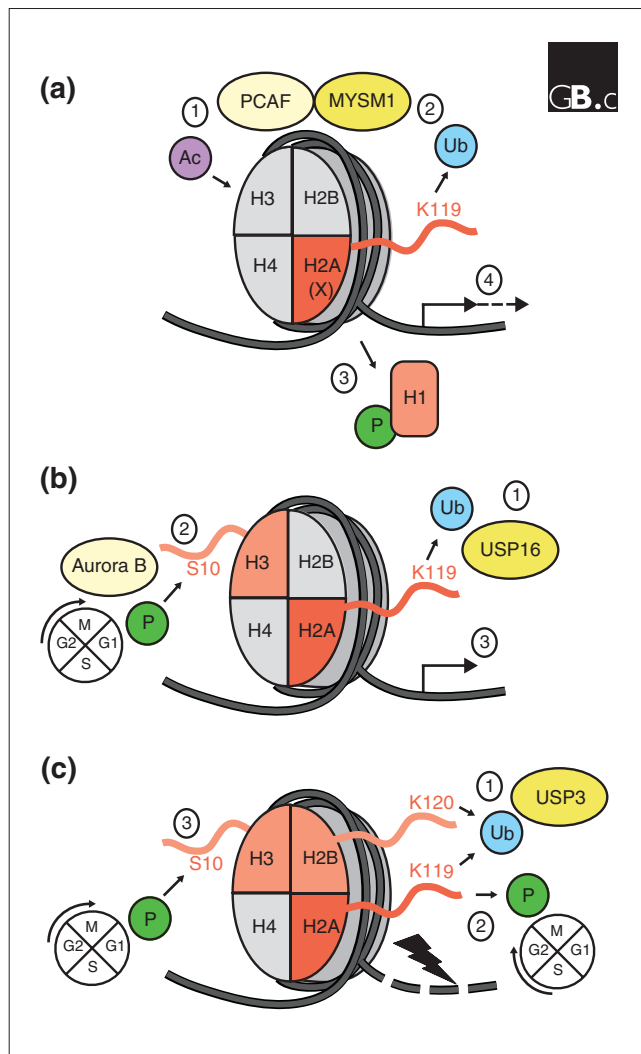 (a)
GB.c
1
PCAF
MYSM1
2
Ac
Ub
H3
H2B
K119
H4
H2A
(X)
4
3
P
H1
(b)
2
Ub
1
Aurora B
S10
USP16
H3
H2B
K119
P
M
G2
G1
S
H4
H2A
3
(c)
K120
1
USP3
3
Ub
S10
H3
H2B
K119
P
P
M
G2
G1
S
H4
H2A
2
M
G2
G1
S